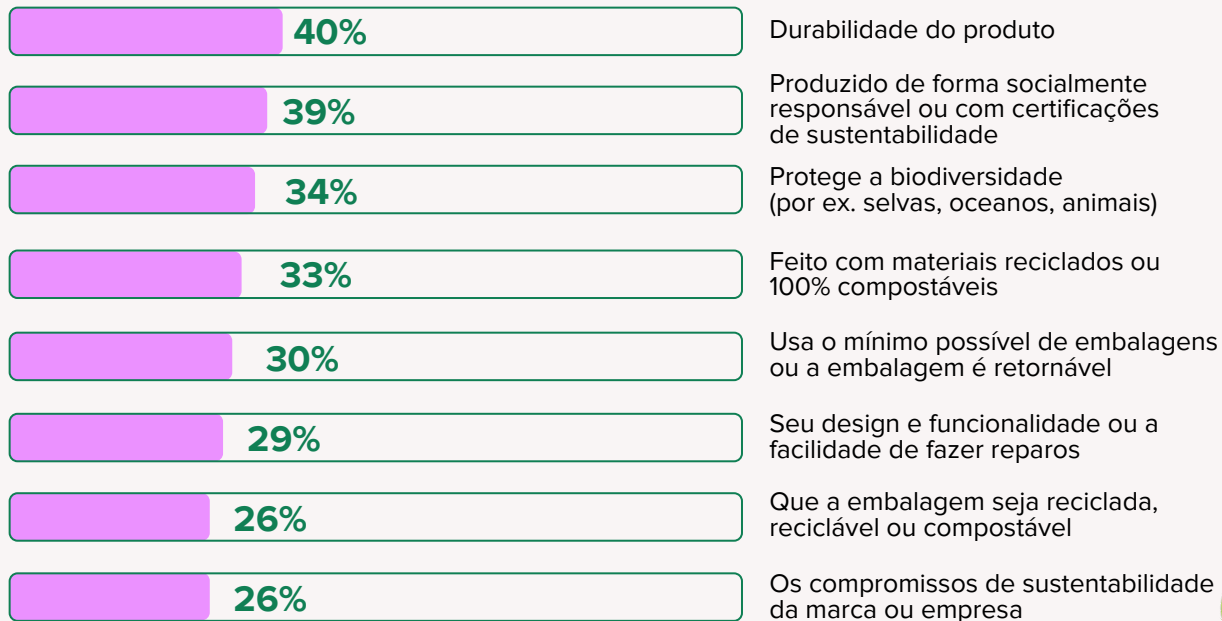 40%
Durabilidade do produto
39%
Produzido de forma socialmente
responsável ou com certificações
de sustentabilidade
34%
Protege a biodiversidade
(por ex. selvas, oceanos, animais)
33%
Feito com materiais reciclados ou
100% compostáveis
30%
Usa o mínimo possível de embalagens
ou a embalagem é retornável
29%
Seu design e funcionalidade ou a
facilidade de fazer reparos
26%
Que a embalagem seja reciclada,
reciclável ou compostável
26%
Os compromissos de sustentabilidade
da marca ou empresa